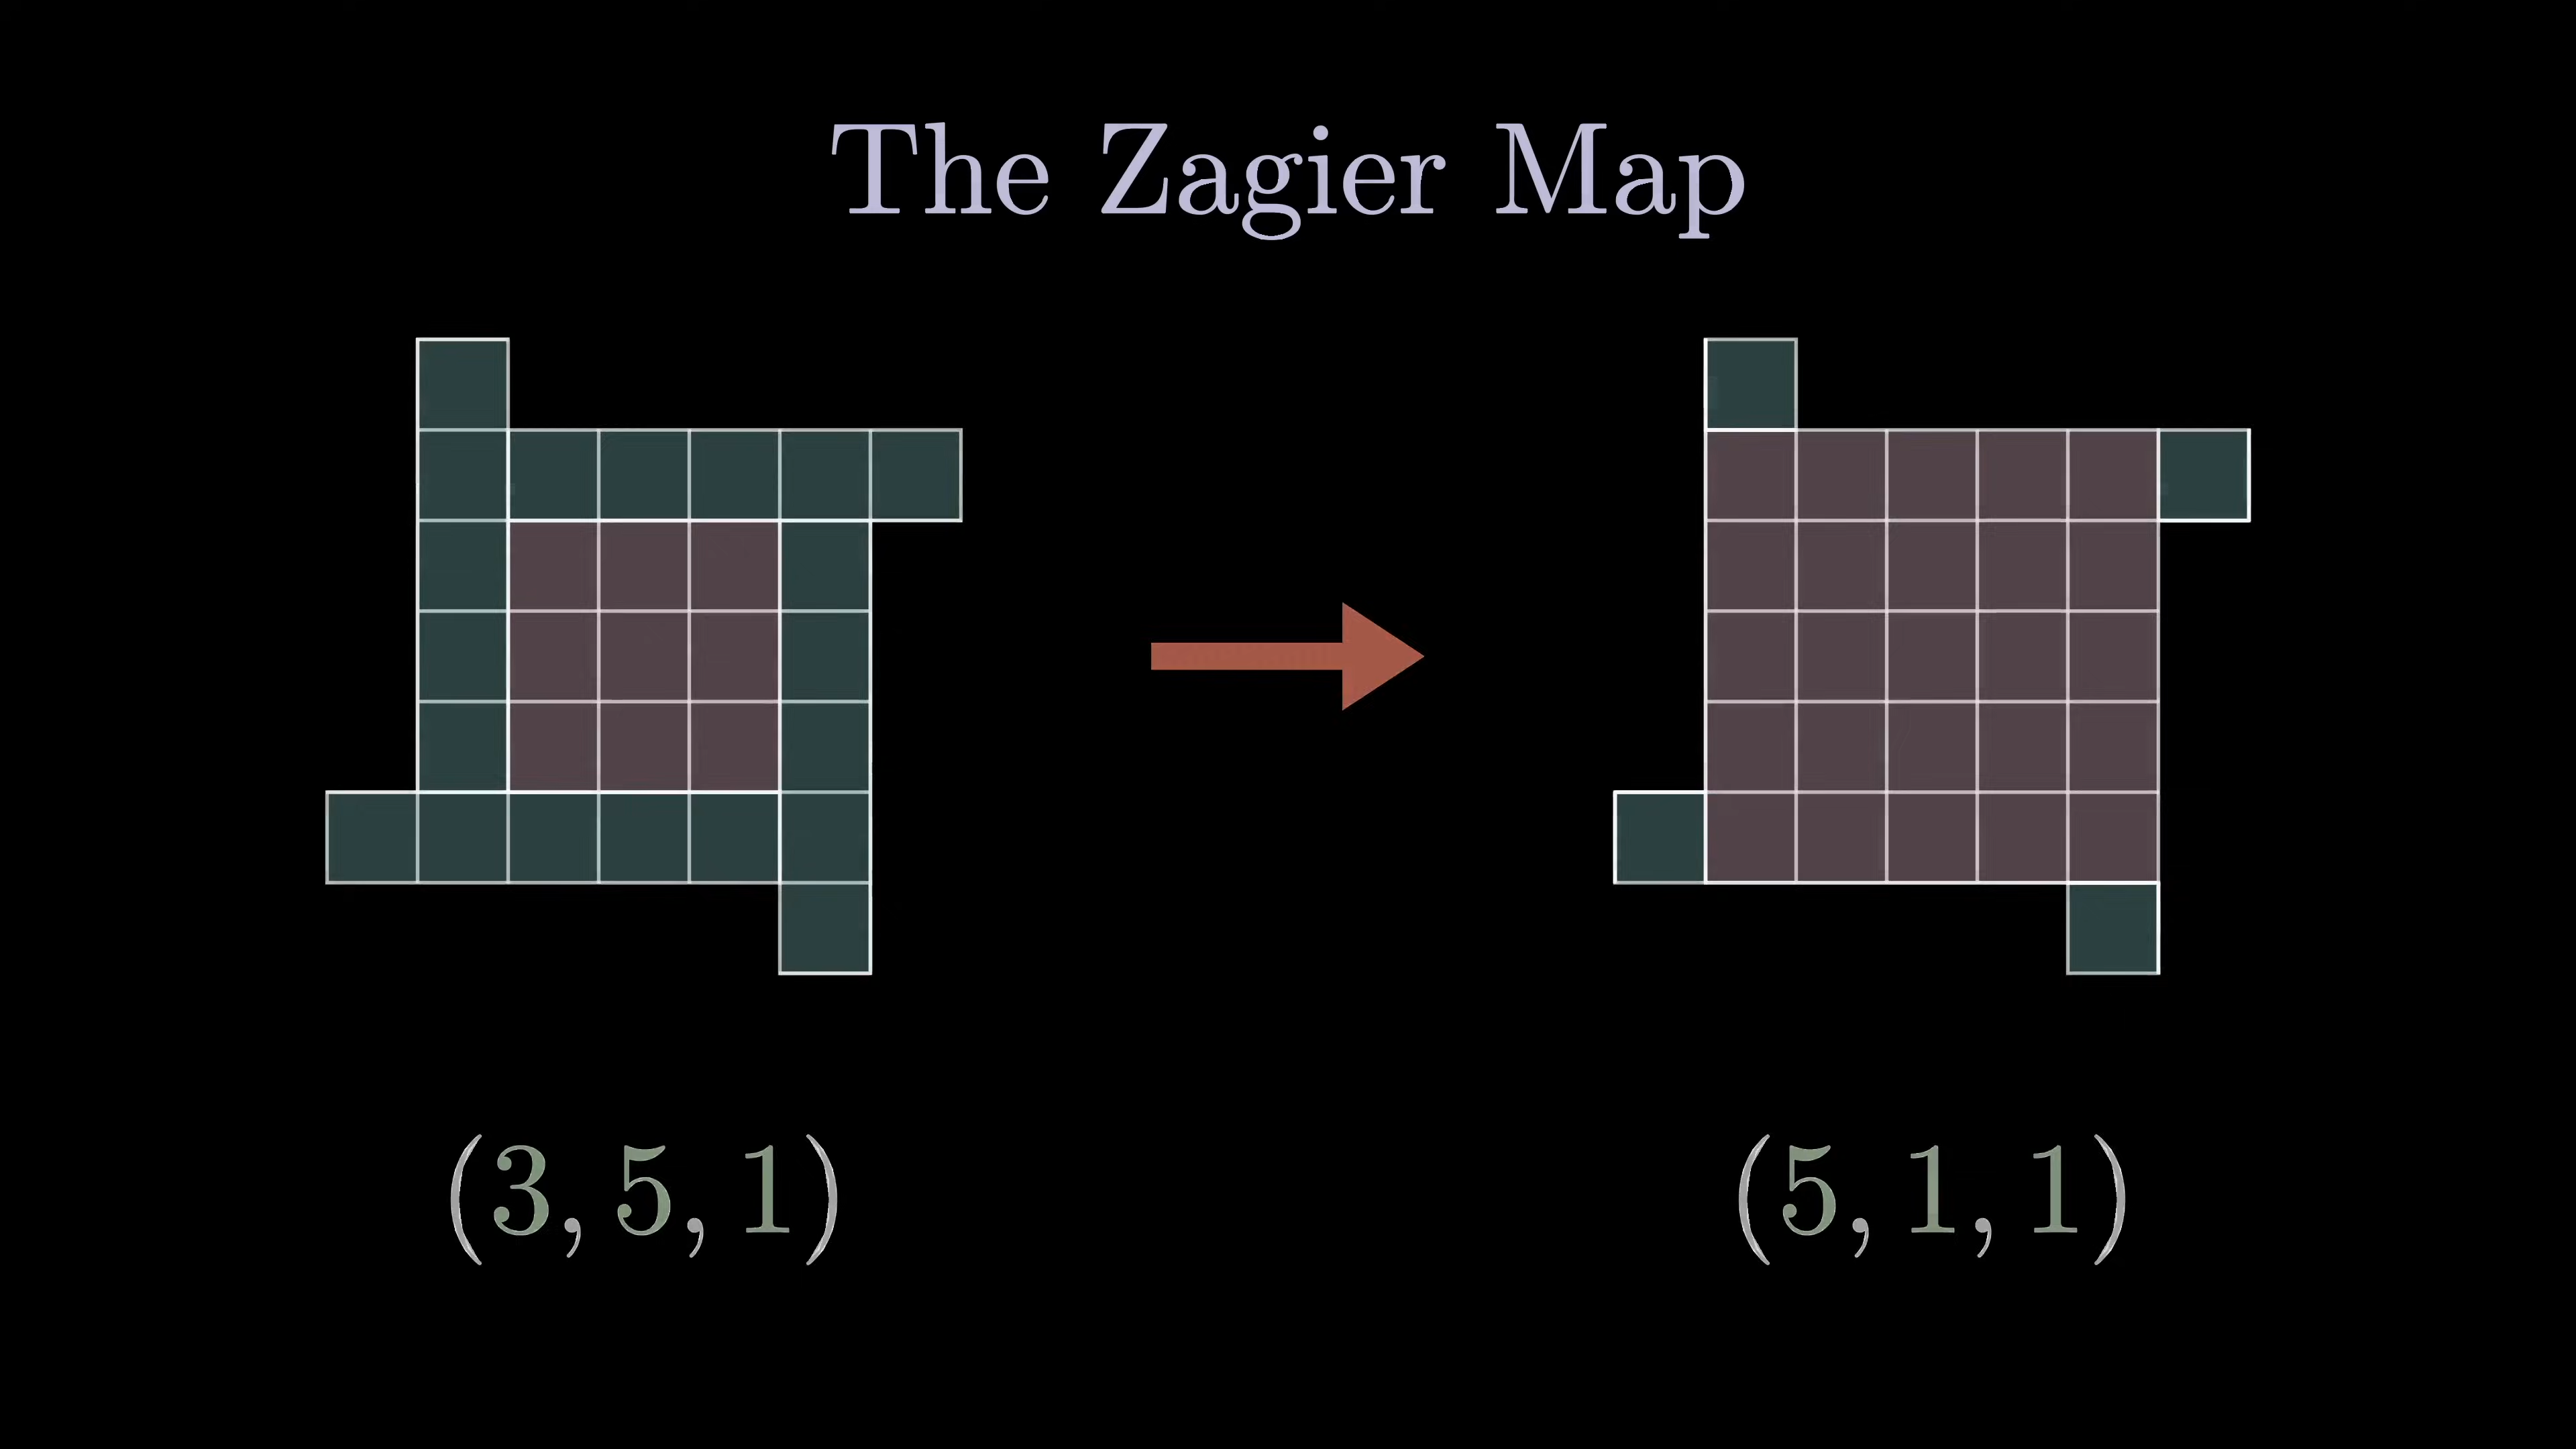 The Zagier Map
(3, 5, 1)
(5, 1, 1)